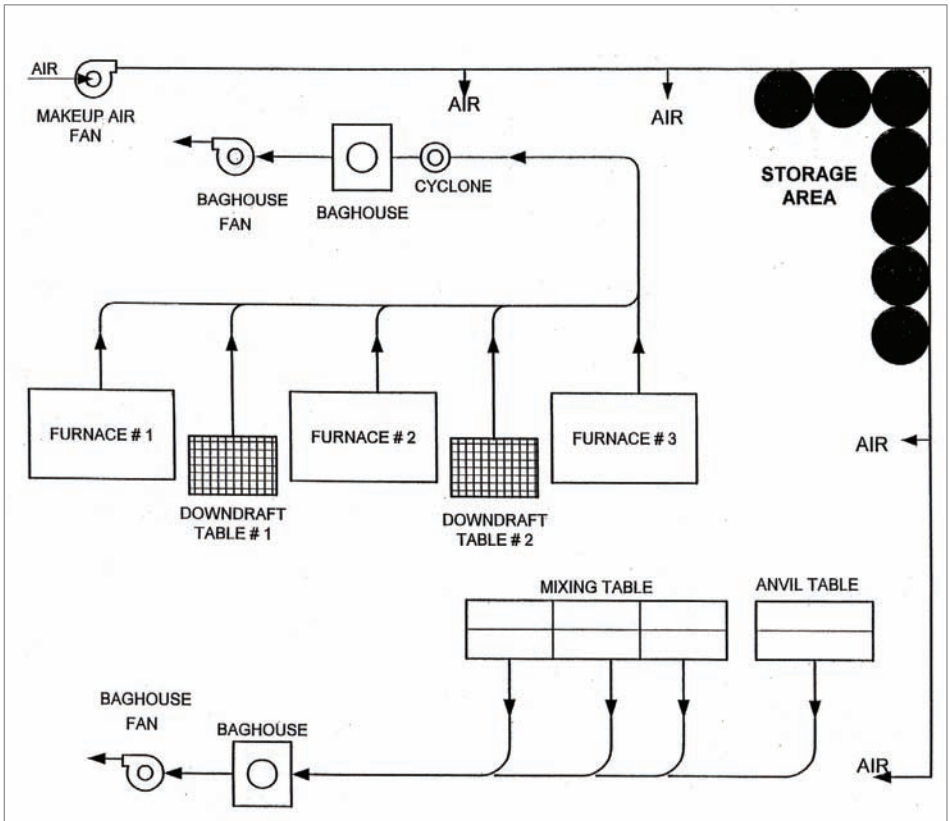 AIR
MAKEUP AIR
FAN
AIR
AIR
STORAGE
AREA
BAGHOUSE
FAN
BAGHOUSE
CYCLONE
FURNACE # 1
FURNACE # 2
FURNACE # 3
DOWNDRAFT
TABLE # 1
DOWNDRAFT
TABLE # 2
AIR
MIXING TABLE
ANVIL TABLE
BAGHOUSE
FAN
BAGHOUSE
AIR